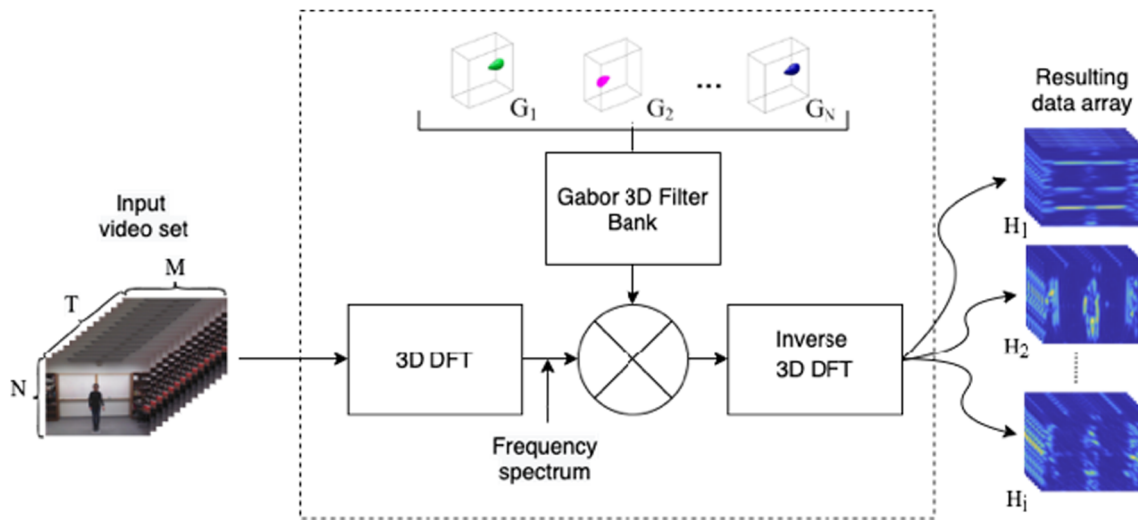 G1
G2
...
GN
Gabor 3D Filter
Bank
Input
video set
M
T
N
3D DFT
Frequency
spectrum
Inverse
3D DFT
Resulting
data array
H1
H2
Hi